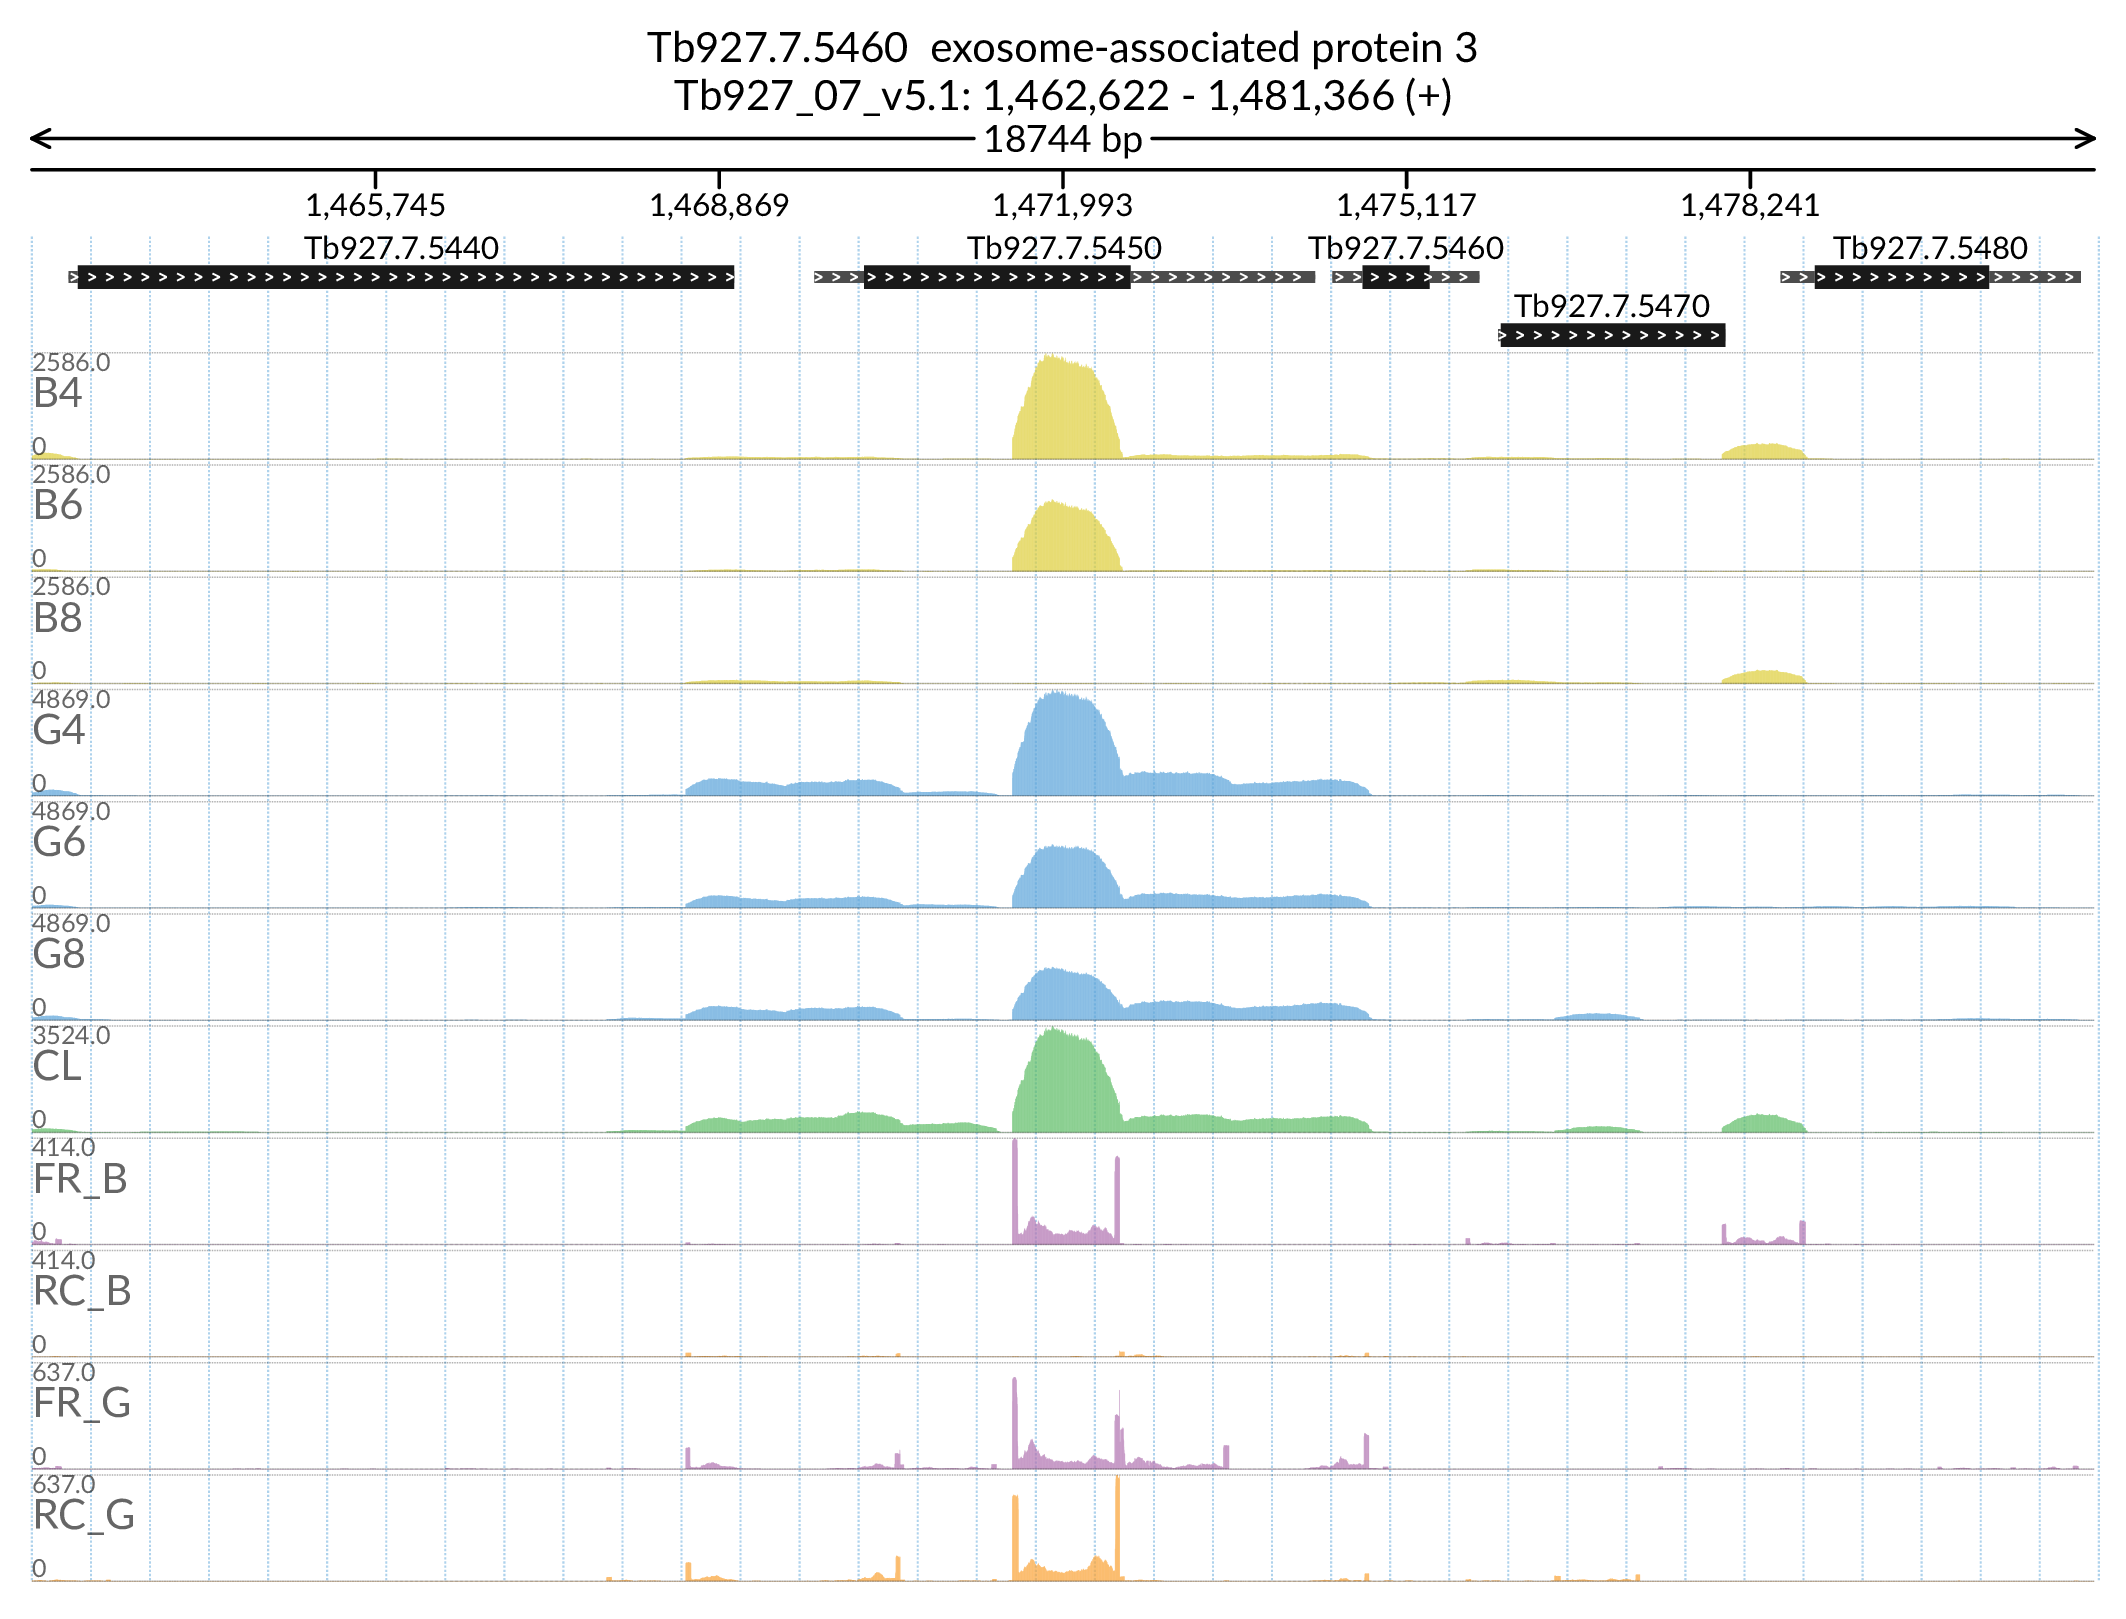 Tb927.7.5460 exosome-associated protein 3
Tb927_07_v5.1: 1,462,622 - 1,481,366 (+)
18744 bp
1,465,745 1,468,869 1,471,993 1,475,117 1,478,241
Tb927.7.5440 Tb927.7.5450 Tb927.7.5460 Tb927.7.5480
Tb927.7.5470
2586.0
B4
0
2586.0
B6
0
2586.0
B8
0
4869.0
G4
0
4869.0
G6
0
4869.0
G8
0
3524.0
CL
0
414.0
FR_B
0
414.0
RC_B
0
637.0
FR_G
0
637.0
RC_G
0